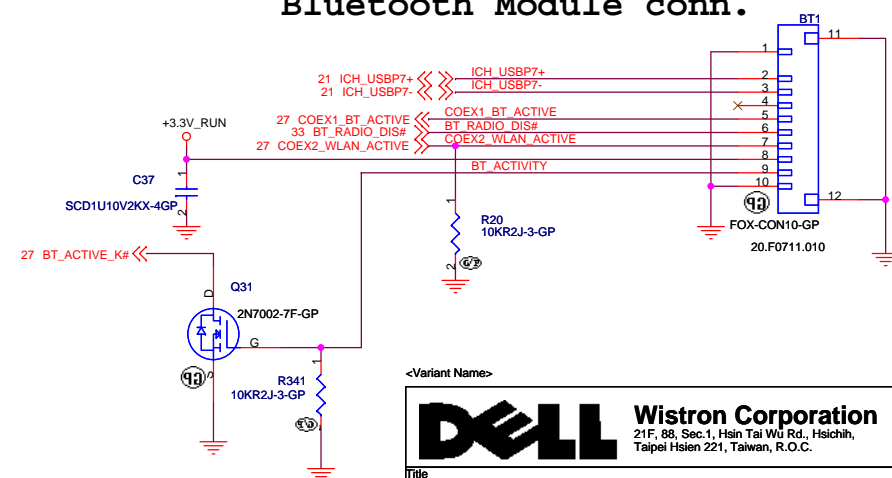 Bluetooth Module conn.
BT1
11
1
21 ICH_USBP7+ ICH_USBP7+ 2
21 ICH_USBP7- ICH_USBP7- 3
4
27 COEX1_BT_ACTIVE COEX1_BT_ACTIVE 5
33 BT_RADIO_DIS# BT_RADIO_DIS# 6
27 COEX2_WLAN_ACTIVE COEX2_WLAN_ACTIVE 7
+3.3V_RUN
8
BT_ACTIVITY 9
10
12
GP
FOX-CON10-GP
20.F0711.010
1
C37
SCD1U10V2KX-4GP
2
1
R20
10KR2J-3-GP
2
GP
27 BT_ACTIVE_K#
D
Q31
2N7002-7F-GP
G
GP
S
1
R341
10KR2J-3-GP
2
GP
<Variant Name>
DELL
Wistron Corporation
21F, 88, Sec.1, Hsin Tai Wu Rd., Hsichih,
Taipei Hsien 221, Taiwan, R.O.C.
Title